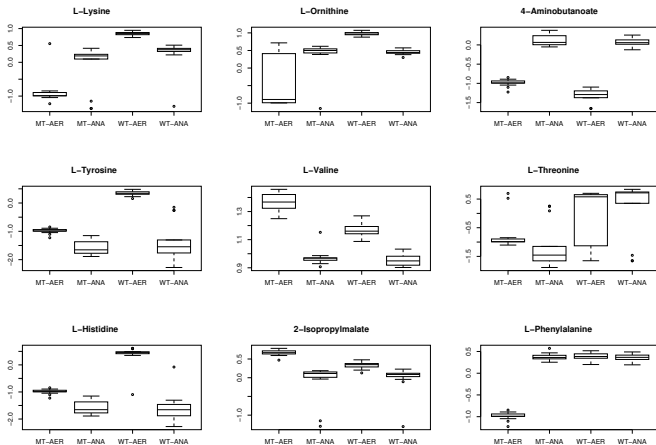 L−Lysine
1.0
0.5
0.0
−1.0
MT−AER MT−ANA WT−AER WT−ANA
L−Ornithine
1.0
0.5
0.0
−1.0
MT−AER MT−ANA WT−AER WT−ANA
4−Aminobutanoate
0.0
−0.5
−1.0
−1.5
MT−AER MT−ANA WT−AER WT−ANA
L−Tyrosine
0.0
−1.0
−2.0
MT−AER MT−ANA WT−AER WT−ANA
L−Valine
1.3
1.1
0.9
MT−AER MT−ANA WT−AER WT−ANA
L−Threonine
0.5
−0.5
−1.5
MT−AER MT−ANA WT−AER WT−ANA
L−Histidine
0.0
−1.0
−2.0
MT−AER MT−ANA WT−AER WT−ANA
2−Isopropylmalate
0.5
0.0
−1.0
MT−AER MT−ANA WT−AER WT−ANA
L−Phenylalanine
0.5
0.0
−0.5
−1.0
MT−AER MT−ANA WT−AER WT−ANA